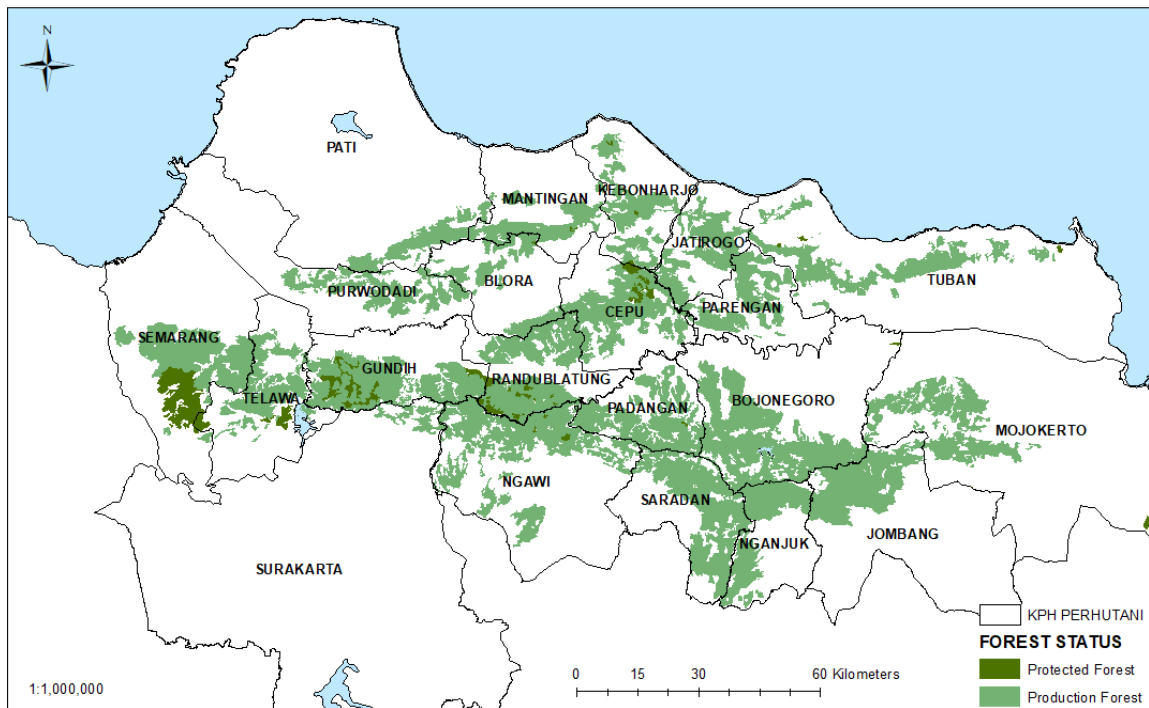 N
PATI
MANTINGAN
KEBONHARJO
JATIROGO
BLORA
PURWODADI
TUBAN
CEPU
PARENGAN
SEMARANG
GUNDIH
RANDUBLATUNG
TELAWA
PADANGAN
BOJONEGORO
MOJOKERTO
NGAWI
SARADAN
JOMBANG
NGANJUK
SURAKARTA
KPH PERHUTANI
FOREST STATUS
Protected Forest
Production Forest
0 15 30 60 Kilometers
1:1,000,000